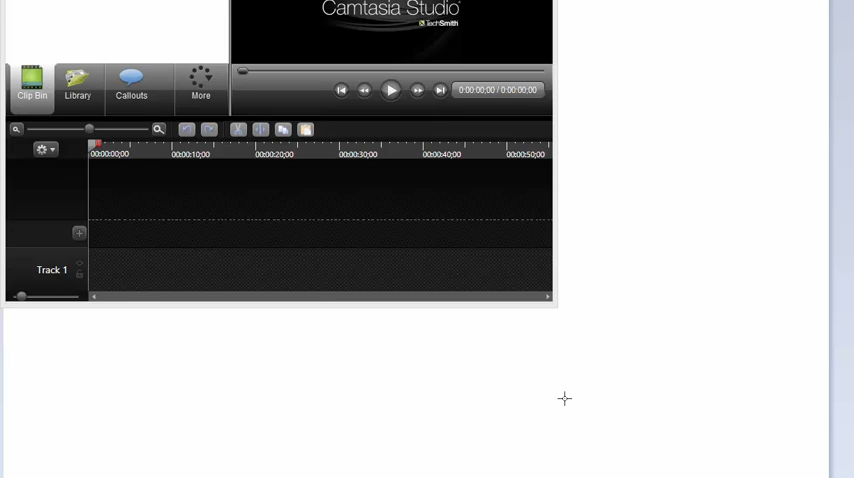 Camtasia Studio
TechSmith
Clip Bin
Library
Callouts
More
0:00:00;00 / 0:00:00;00
00:00:00;00 00:00:10;00 00:00:20;00 00:00:30;00 00:00:40;00 00:00:50;00
Track 1